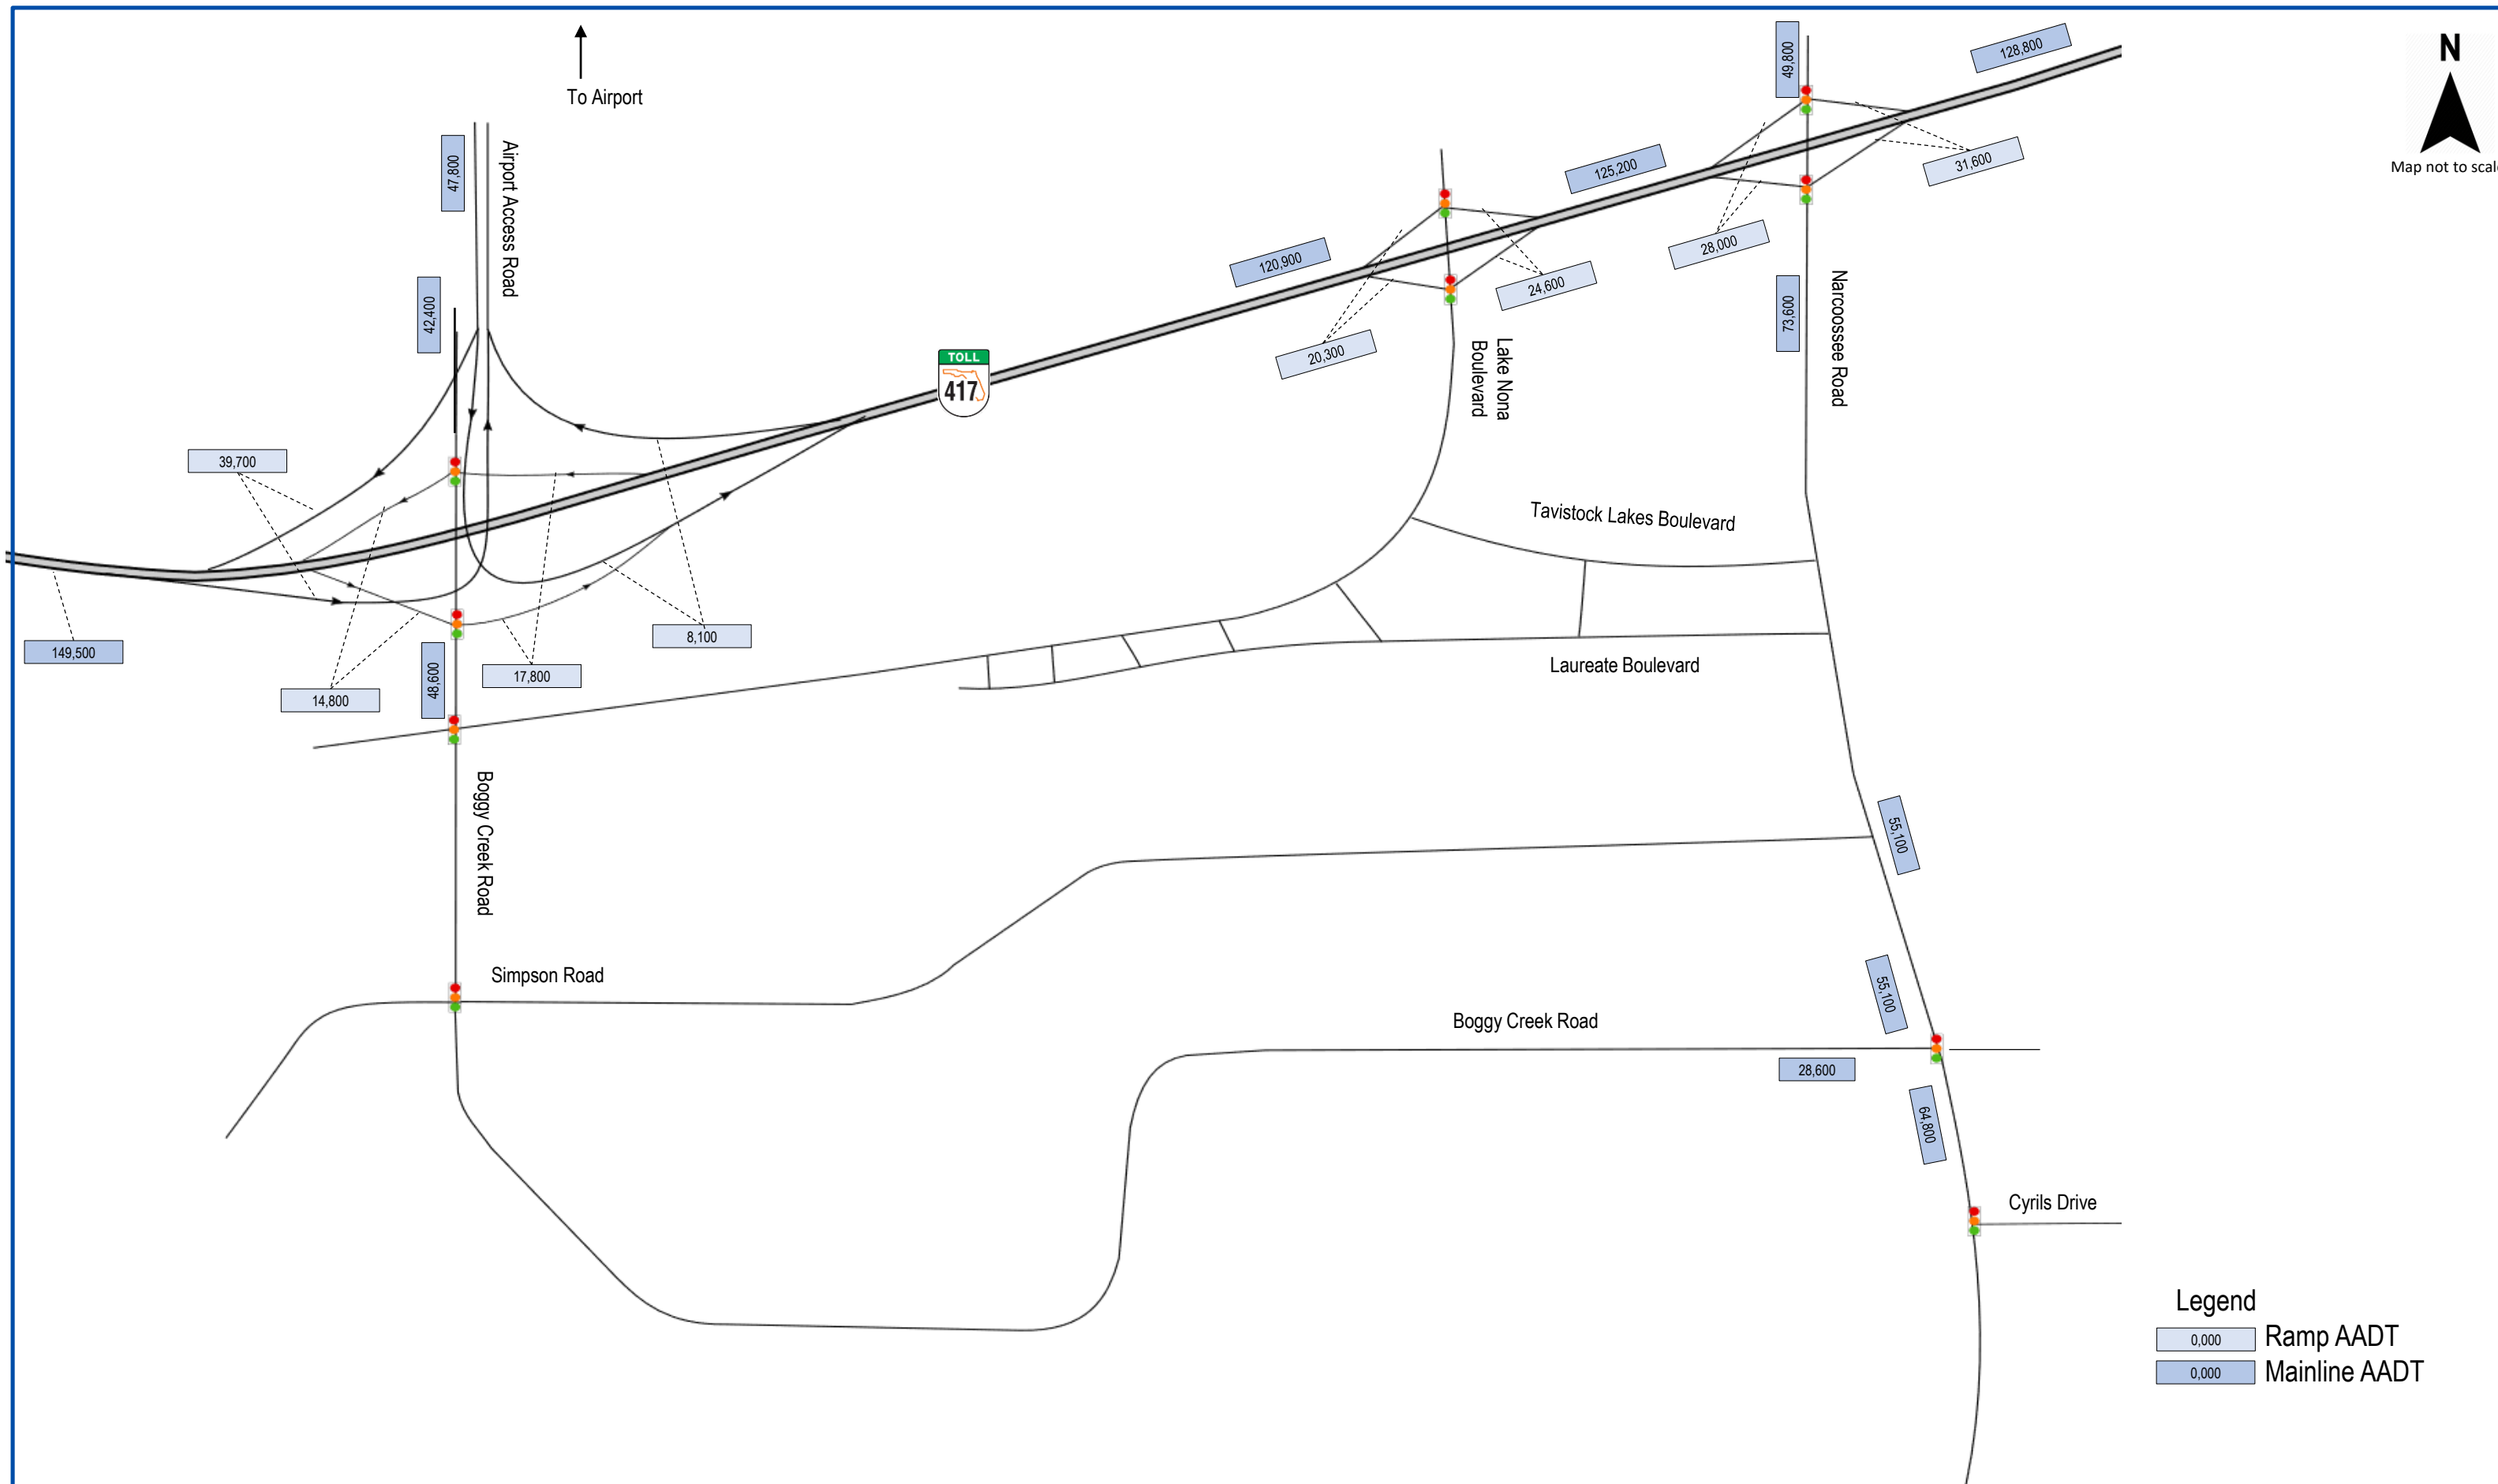 To Airport
N
Map not to scale
49,800
128,800
47,800
Airport Access Road
125,200
31,600
28,000
120,900
24,600
20,300
42,400
73,600
Narcoossee Road
Lake Nona
Boulevard
TOLL
417
39,700
Tavistock Lakes Boulevard
149,500
8,100
17,800
14,800
48,600
Laureate Boulevard
Boggy Creek Road
55,100
Simpson Road
55,100
Boggy Creek Road
28,600
64,800
Cyrils Drive
Legend
0,000 Ramp AADT
0,000 Mainline AADT